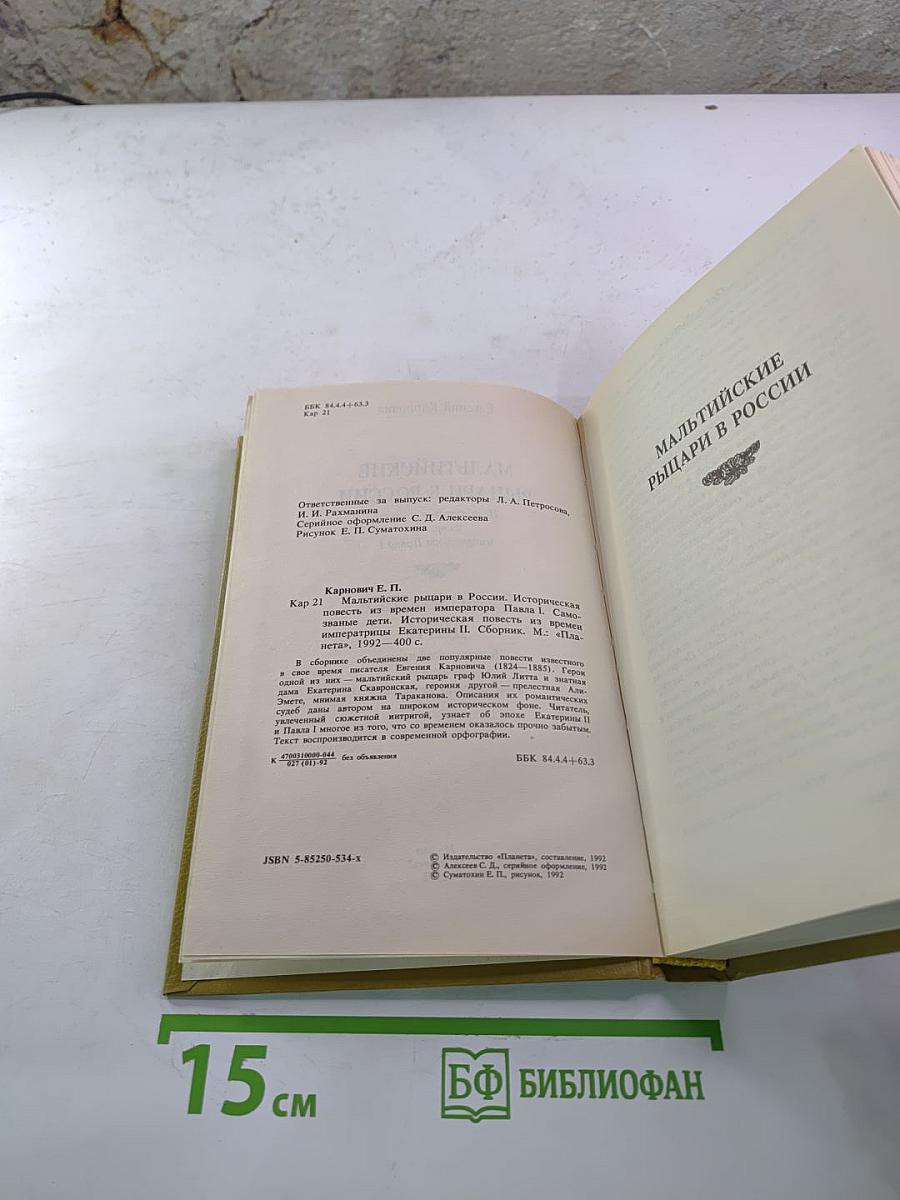 ББК 84.4.4+63.3
Кар 21
Ответственные за выпуск: редакторы Л. А. Петросова,
И. И. Рахманина
Серийное оформление С. Д. Алексеева
Рисунок Е. П. Суматохина
Карнович Е. П.
Кар 21 Мальтийские рыцари в России. Историческая
повесть из времен императора Павла I. Само-
званые дети. Историческая повесть из времен
императрицы Екатерины II. Сборник. М.: «Пла-
нета», 1992—400 с.
В сборнике объединены две популярные повести известного
в свое время писателя Евгения Карновича (1824—1885). Герои
одной из них — мальтийский рыцарь граф Юлий Литта и знатная
дама Екатерина Скавронская, героиня другой — прелестная Али-
Эмете, мнимая княжна Тараканова. Описания их романтических
судеб даны автором на широком историческом фоне. Читатель,
увлеченный сюжетной интригой, узнает об эпохе Екатерины II
и Павла I многое из того, что со временем оказалось прочно забытым.
Текст воспроизводится в современной орфографии.
К 4700310000-044
027 (01)-92 без объявления
ББК 84.4.4+63.3
JSBN 5-85250-534-x
© Издательство «Планета», составление, 1992
© Алексеев С. Д., серийное оформление, 1992
© Суматохин Е. П., рисунок, 1992
МАЛЬТИЙСКИЕ
РЫЦАРИ В РОССИИ
15 см
БФ БИБЛИОФАН